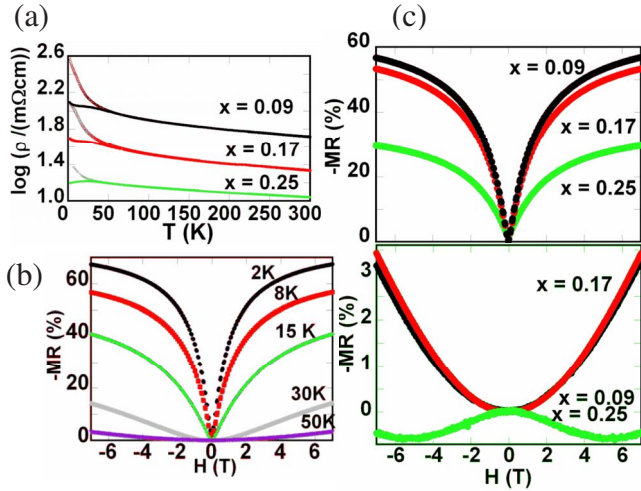 (a)
log (ρ /(mΩcm))
2.6
2.2
1.8
1.4
1.0
x = 0.09
x = 0.17
x = 0.25
0 50 100 150 200 250 300
T (K)
(b)
-MR (%)
60
40
20
0
2K
8K
15 K
30K
50K
-6 -4 -2 0 2 4 6
H (T)
(c)
-MR (%)
60
40
20
0
x = 0.09
x = 0.17
x = 0.25
-MR (%)
3
2
1
0
x = 0.17
x = 0.09
x = 0.25
-6 -4 -2 0 2 4 6
H (T)